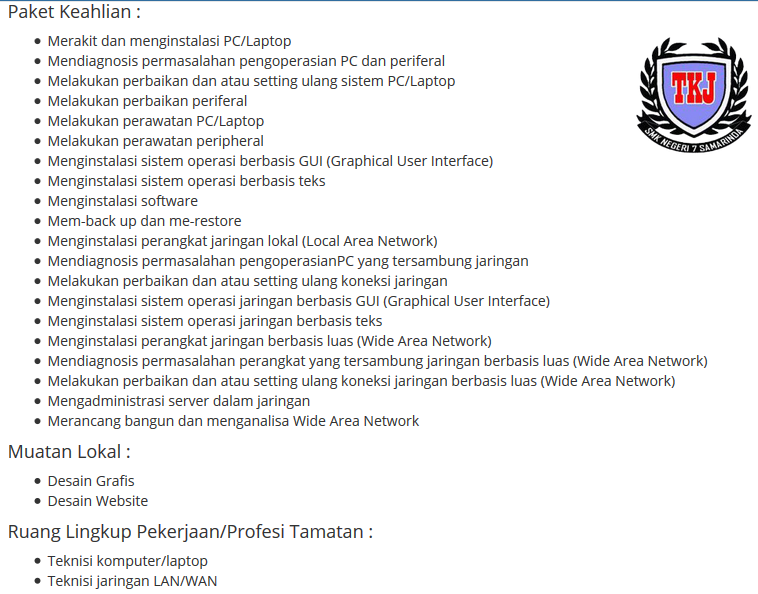 Paket Keahlian :
Merakit dan menginstalasi PC/Laptop
Mendiagnosis permasalahan pengoperasian PC dan periferal
Melakukan perbaikan dan atau setting ulang sistem PC/Laptop
Melakukan perbaikan periferal
Melakukan perawatan PC/Laptop
Melakukan perawatan peripheral
Menginstalasi sistem operasi berbasis GUI (Graphical User Interface)
Menginstalasi sistem operasi berbasis teks
Menginstalasi software
Mem-back up dan me-restore
Menginstalasi perangkat jaringan lokal (Local Area Network)
Mendiagnosis permasalahan pengoperasianPC yang tersambung jaringan
Melakukan perbaikan dan atau setting ulang koneksi jaringan
Menginstalasi sistem operasi jaringan berbasis GUI (Graphical User Interface)
Menginstalasi sistem operasi jaringan berbasis teks
Menginstalasi perangkat jaringan berbasis luas (Wide Area Network)
Mendiagnosis permasalahan perangkat yang tersambung jaringan berbasis luas (Wide Area Network)
Melakukan perbaikan dan atau setting ulang koneksi jaringan berbasis luas (Wide Area Network)
Mengadministrasi server dalam jaringan
Merancang bangun dan menganalisa Wide Area Network
TKJ
SMK NEGERI 7 SAMARINDA
Muatan Lokal :
Desain Grafis
Desain Website
Ruang Lingkup Pekerjaan/Profesi Tamatan :
Teknisi komputer/laptop
Teknisi jaringan LAN/WAN